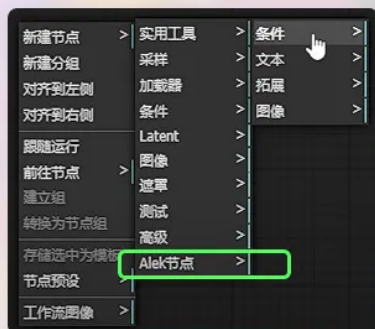 新建节点 >
新建分组
对齐到左侧
对齐到右侧
跟随运行
前往节点 >
建立组
转换为节点组
存储选中为模板
节点预设 >
工作流图像 >
实用工具 >
采样 >
加载器 >
条件 >
Latent >
图像 >
遮罩 >
测试 >
高级 >
Alek节点 >
条件 >
文本 >
拓展 >
图像 >